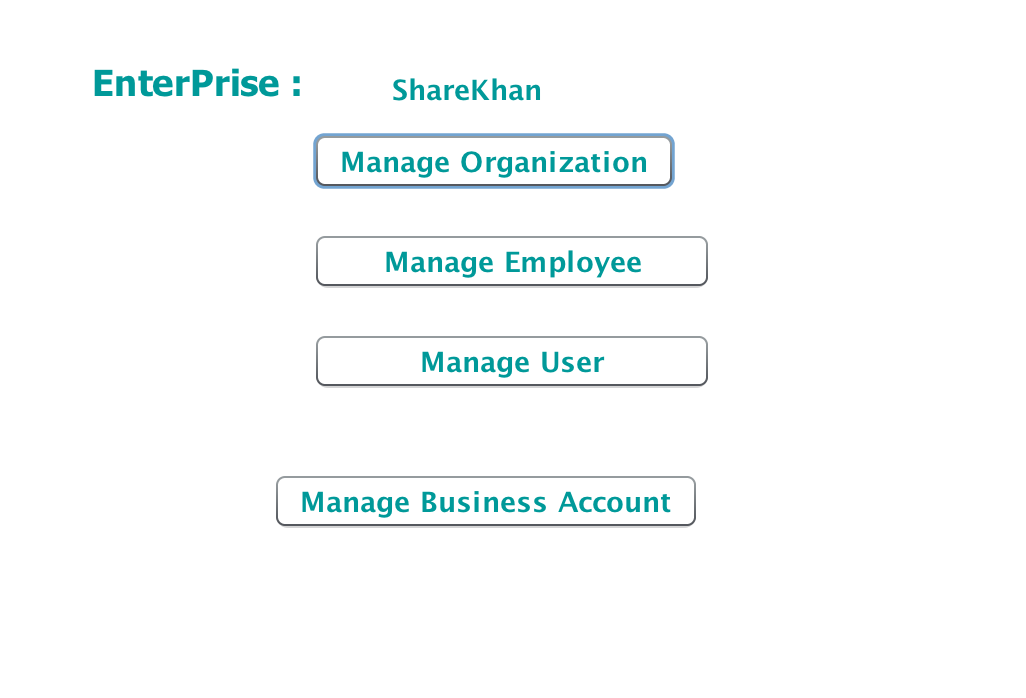 EnterPrise : ShareKhan
Manage Organization
Manage Employee
Manage User
Manage Business Account